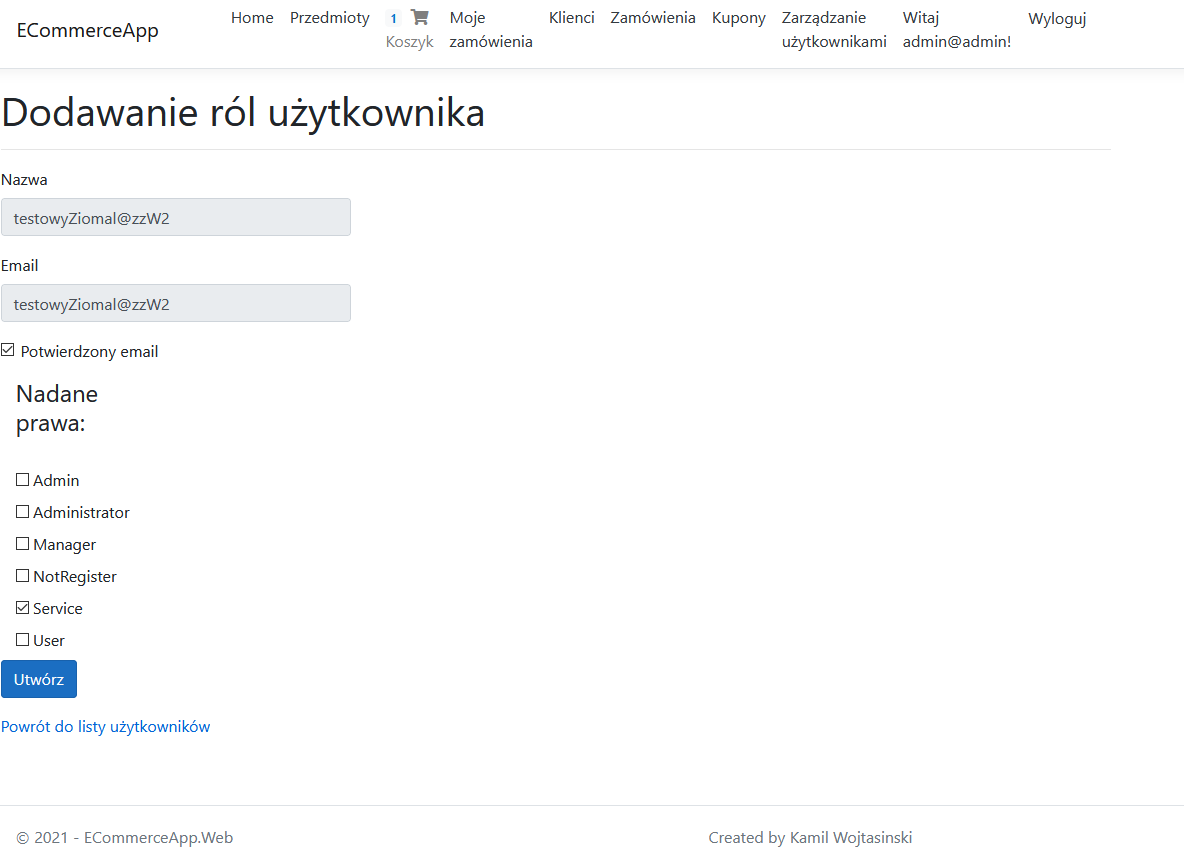 ECommerceApp
Home
Przedmioty
1
Koszyk
Moje
zamówienia
Klienci
Zamówienia
Kupony
Zarządzanie
użytkownikami
Witaj
admin@admin!
Wyloguj
Dodawanie ról użytkownika
Nazwa
testowyZiomal@zzW2
Email
testowyZiomal@zzW2
Potwierdzony email
Nadane
prawa:
Admin
Administrator
Manager
NotRegister
Service
User
Utwórz
Powrót do listy użytkowników
© 2021 - ECommerceApp.Web
Created by Kamil Wojtasinski